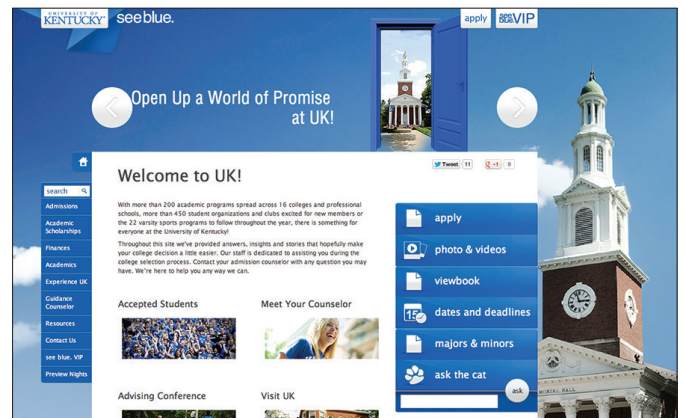 UNIVERSITY OF
KENTUCKY
see blue.
apply
see blue VIP
Open Up a World of Promise
at UK!
Tweet 11
+1 9
Welcome to UK!
search
Admissions
Academic
Scholarships
Finances
Academics
Experience UK
Guidance
Counselor
Resources
Contact Us
see blue. VIP
Preview Nights
With more than 200 academic programs spread across 16 colleges and professional
schools, more than 450 student organizations and clubs excited for new members or
the 22 varsity sports programs to follow throughout the year, there is something for
everyone at the University of Kentucky!
Throughout this site we've provided answers, insights and stories that hopefully make
your college decision a little easier. Our staff is dedicated to assisting you during the
college selection process. Contact your admission counselor with any question you may
have. We're here to help you any way we can.
Accepted Students
Meet Your Counselor
Advising Conference
Visit UK
apply
photo & videos
viewbook
15
dates and deadlines
majors & minors
ask the cat
ask
MORRI HALL